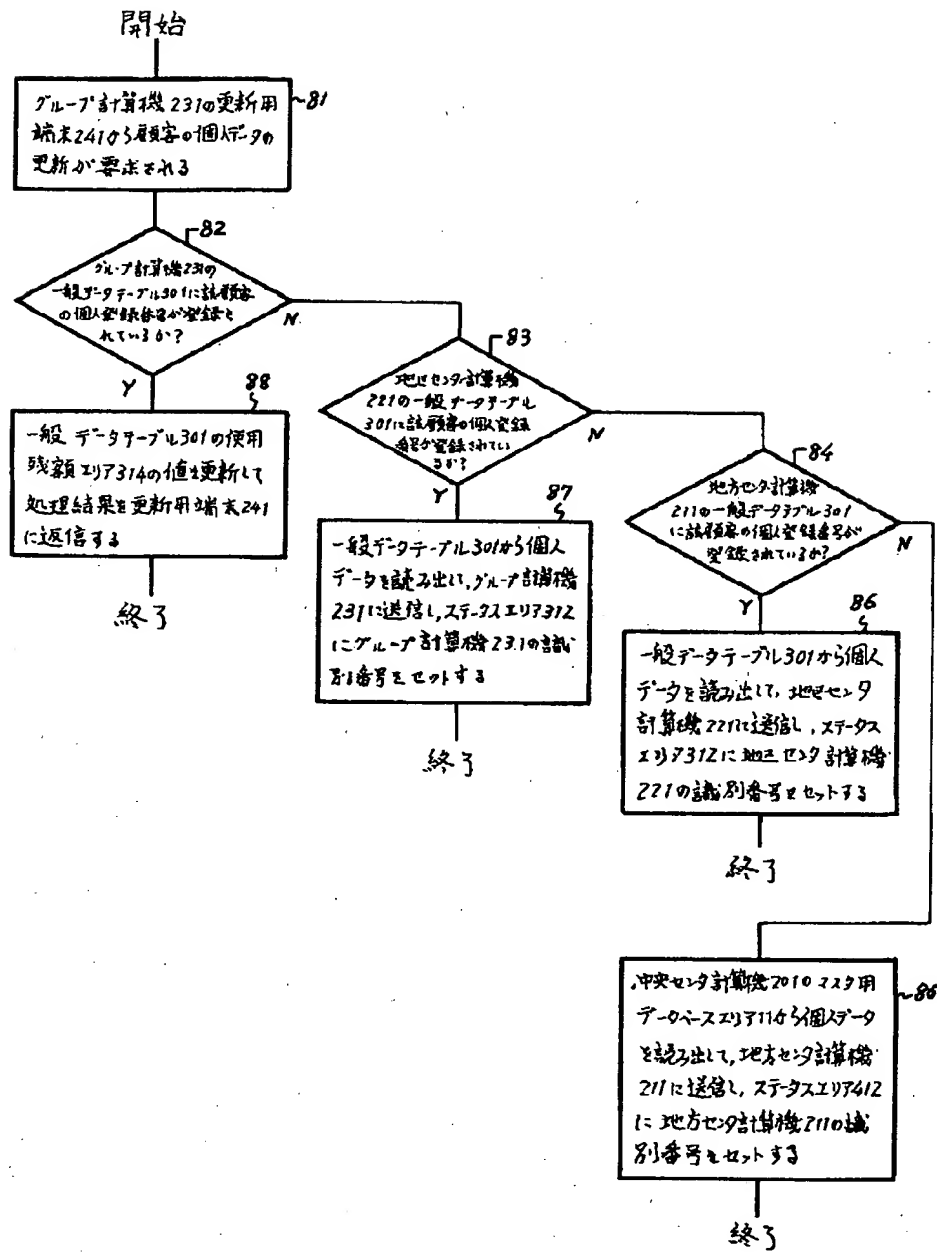 開始
81
グループ計算機231の更新用
端末241から顧客の個人データの
更新が要求される
82
グループ計算機231の
一般データテーブル301に該顧客
の個人登録番号が登録さ
れているか?
N
Y
83
地区センタ計算機
221の一般データテーブル
301に該顧客の個人登録
番号が登録されてい
るか?
N
Y
84
地方センタ計算機
211の一般データテーブル301
に該顧客の個人登録番号が
登録されているか?
N
Y
88
一般データテーブル301の使用
残額エリア314の値を更新して
処理結果を更新用端末241
に返信する
終了
87
一般データテーブル301から個人
データを読み出して,グループ計算機
231に送信し,ステータスエリア312
にグループ計算機231の識
別番号をセットする
終了
86
一般データテーブル301から個人
データを読み出して,地区センタ
計算機221に送信し,ステータス
エリア312に地区センタ計算機
221の識別番号をセットする
終了
中央センタ計算機201のマスタ用
データベースエリア11から個人データ
を読み出して,地方センタ計算機
211に送信し,ステータスエリア412
に地方センタ計算機211の識
別番号をセットする
終了